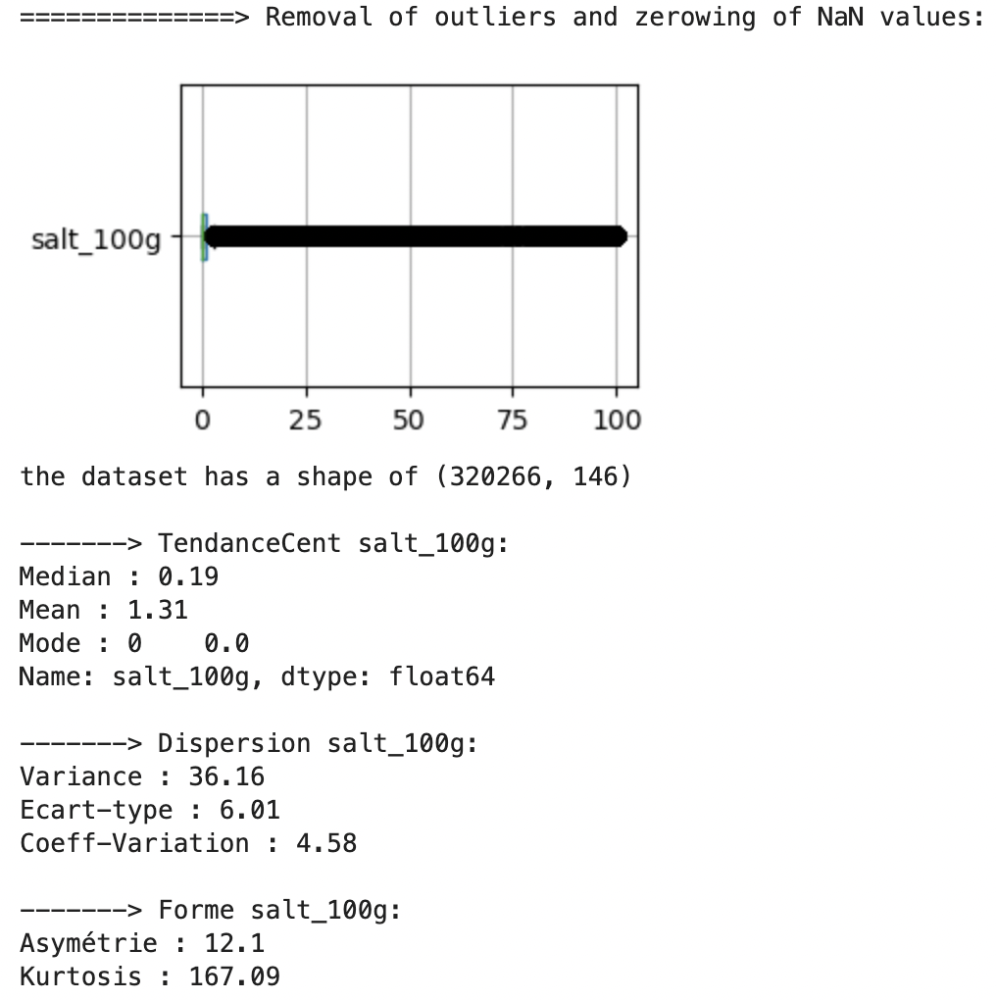 ==============> Removal of outliers and zerowing of NaN values:
salt_100g
0 25 50 75 100
the dataset has a shape of (320266, 146)
-------> TendanceCent salt_100g:
Median : 0.19
Mean : 1.31
Mode : 0    0.0
Name: salt_100g, dtype: float64
-------> Dispersion salt_100g:
Variance : 36.16
Ecart-type : 6.01
Coeff-Variation : 4.58
-------> Forme salt_100g:
Asymétrie : 12.1
Kurtosis : 167.09